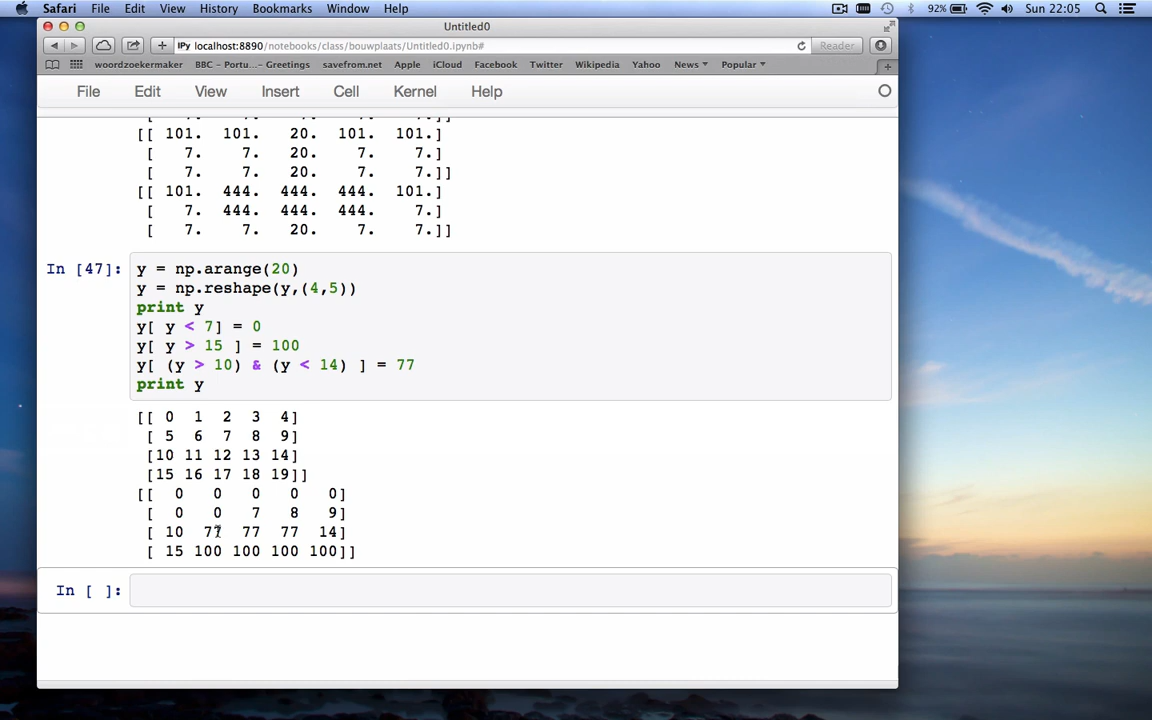 Safari File Edit View History Bookmarks Window Help 92% Sun 22:05
Untitled0
IPy localhost:8890/notebooks/class/bouwplaats/Untitled0.ipynb# Reader
woordzoekermaker BBC - Portu... - Greetings savefrom.net Apple iCloud Facebook Twitter Wikipedia Yahoo News Popular
File Edit View Insert Cell Kernel Help
[[ 101. 101. 20. 101. 101.]
[ 7. 7. 20. 7. 7.]
[ 7. 7. 20. 7. 7.]]
[[ 101. 444. 444. 444. 101.]
[ 7. 444. 444. 444. 7.]
[ 7. 7. 20. 7. 7.]]
In [47]: y = np.arange(20)
y = np.reshape(y,(4,5))
print y
y[ y < 7] = 0
y[ y > 15 ] = 100
y[ (y > 10) & (y < 14) ] = 77
print y
[[ 0 1 2 3 4]
[ 5 6 7 8 9]
[10 11 12 13 14]
[15 16 17 18 19]]
[[ 0 0 0 0 0]
[ 0 0 7 8 9]
[ 10 77 77 77 14]
[ 15 100 100 100 100]]
In [ ]: